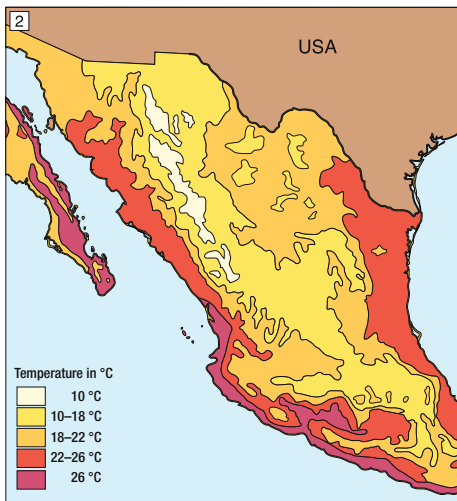 2
USA
Temperature in °C
10 °C
10–18 °C
18–22 °C
22–26 °C
26 °C